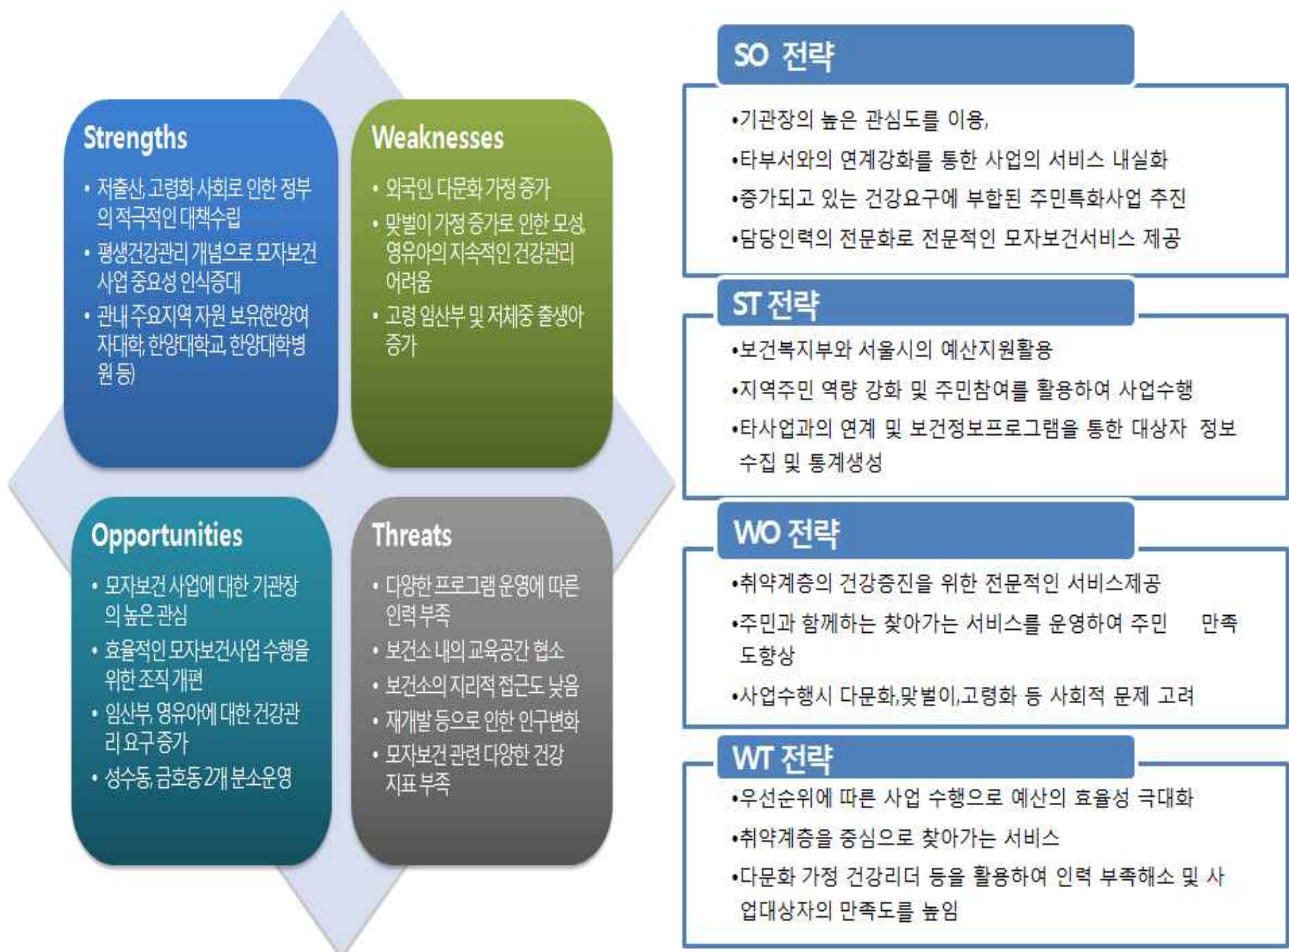 Strengths
• 저출산, 고령화 사회로 인한 정부
의 적극적인 대책수립
• 평생건강관리 개념으로 모자보건
사업 중요성 인식증대
• 관내 주요지역 자원 보유(한양여
자대학, 한양대학교, 한양대학병
원 등)
Weaknesses
• 외국인, 다문화 가정 증가
• 맞벌이 가정 증가로 인한 모성,
영유아의 지속적인 건강관리
어려움
• 고령 임산부 및 저체중 출생아
증가
Opportunities
• 모자보건 사업에 대한 기관장
의 높은 관심
• 효율적인 모자보건사업 수행을
위한 조직 개편
• 임산부, 영유아에 대한 건강관
리 요구 증가
• 성수동, 금호동 2개 분소운영
Threats
• 다양한 프로그램 운영에 따른
인력 부족
• 보건소 내의 교육공간 협소
• 보건소의 지리적 접근도 낮음
• 재개발 등으로 인한 인구변화
• 모자보건 관련 다양한 건강
지표 부족
SO 전략
•기관장의 높은 관심도를 이용,
•타부서와의 연계강화를 통한 사업의 서비스 내실화
•증가되고 있는 건강요구에 부합된 주민특화사업 추진
•담당인력의 전문화로 전문적인 모자보건서비스 제공
ST 전략
•보건복지부와 서울시의 예산지원활용
•지역주민 역량 강화 및 주민참여를 활용하여 사업수행
•타사업과의 연계 및 보건정보프로그램을 통한 대상자 정보
수집 및 통계생성
WO 전략
•취약계층의 건강증진을 위한 전문적인 서비스제공
•주민과 함께하는 찾아가는 서비스를 운영하여 주민 만족
도향상
•사업수행시 다문화,맞벌이,고령화 등 사회적 문제 고려
WT 전략
•우선순위에 따른 사업 수행으로 예산의 효율성 극대화
•취약계층을 중심으로 찾아가는 서비스
•다문화 가정 건강리더 등을 활용하여 인력 부족해소 및 사
업대상자의 만족도를 높임